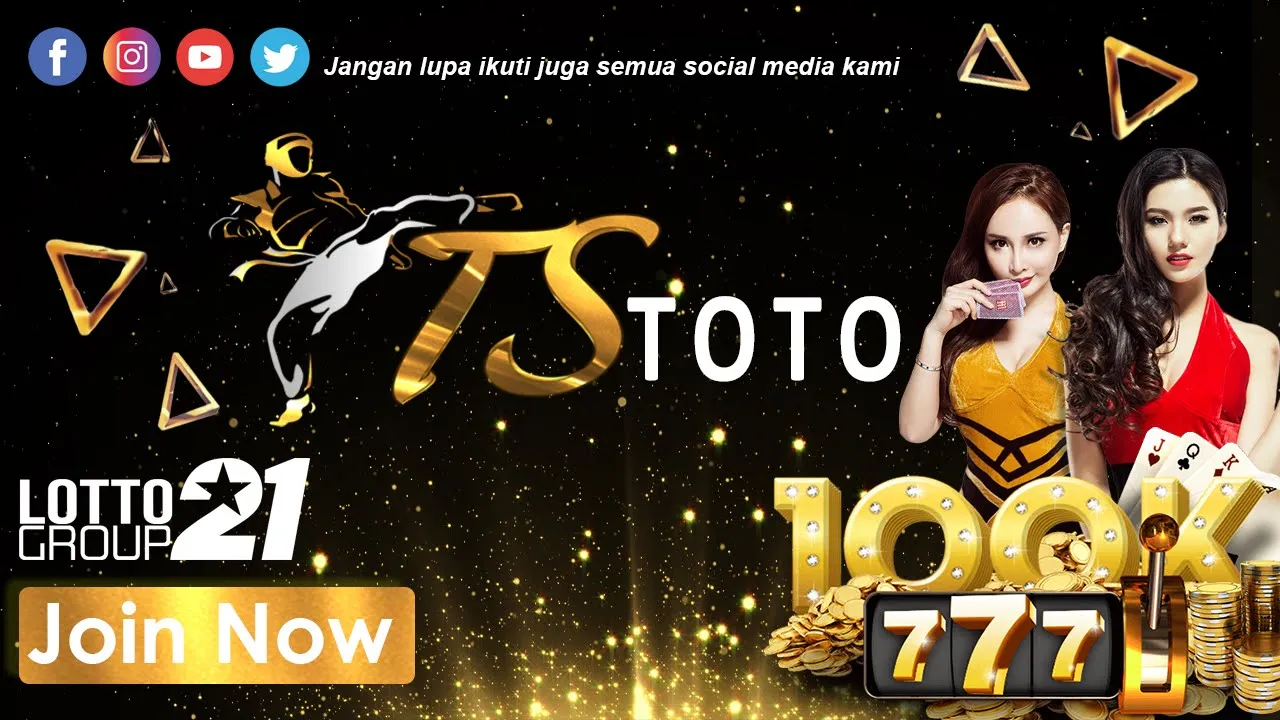 Jangan lupa ikuti juga semua social media kami
TS TOTO
LOTTO
GROUP 21
Join Now
100K
777
J
Q
K
A